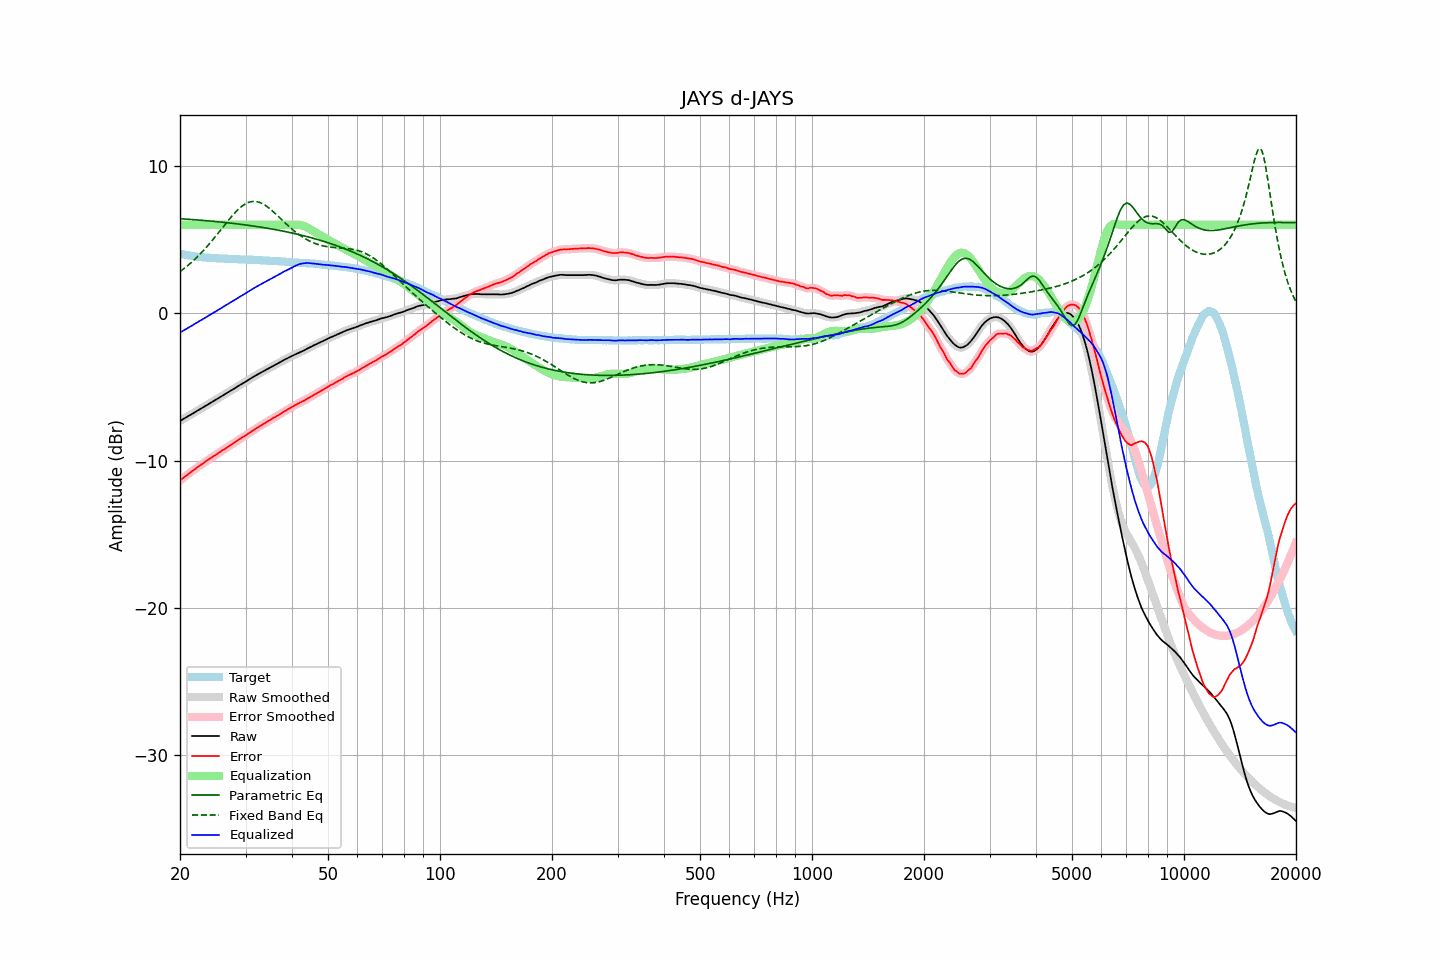 JAYS d-JAYS
10
0
−10
−20
−30
Amplitude (dBr)
Target
Raw Smoothed
Error Smoothed
Raw
Error
Equalization
Parametric Eq
Fixed Band Eq
Equalized
20 50 100 200 500 1000 2000 5000 10000 20000
Frequency (Hz)